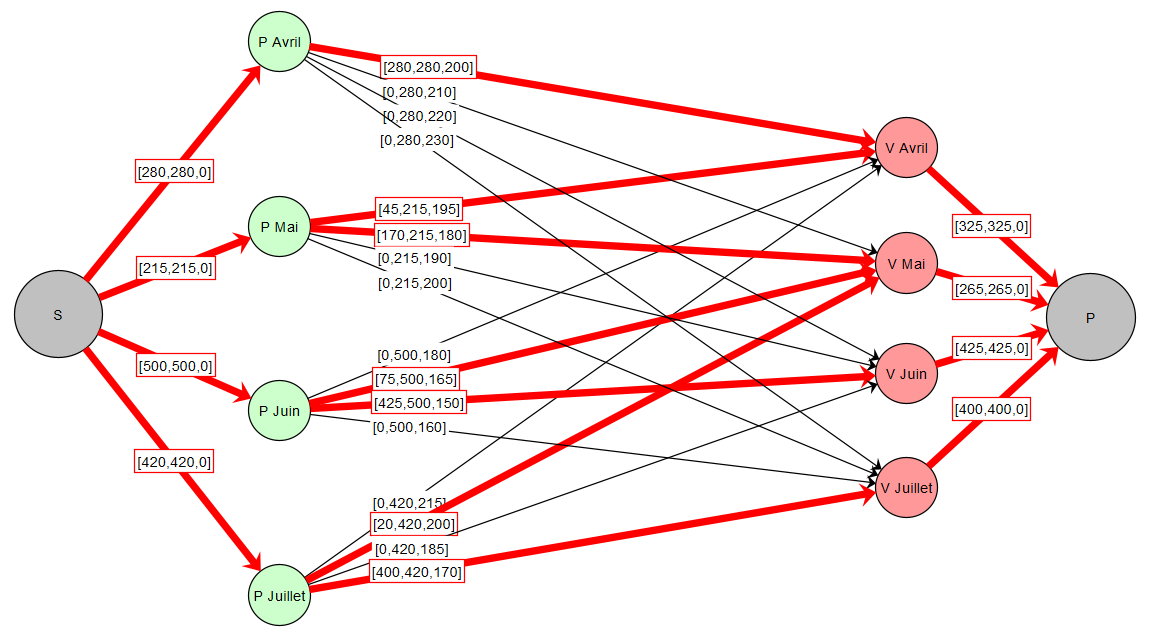 P Avril
[280,280,200]
[0,280,210]
[0,280,220]
[0,280,230]
V Avril
[280,280,0]
[45,215,195]
P Mai
[170,215,180]
[325,325,0]
[0,215,190]
V Mai
[215,215,0]
[0,215,200]
[265,265,0]
S
P
[0,500,180]
[425,425,0]
[500,500,0]
[75,500,165]
V Juin
[425,500,150]
P Juin
[400,400,0]
[0,500,160]
[420,420,0]
V Juillet
[0,420,215]
[20,420,200]
[0,420,185]
[400,420,170]
P Juillet